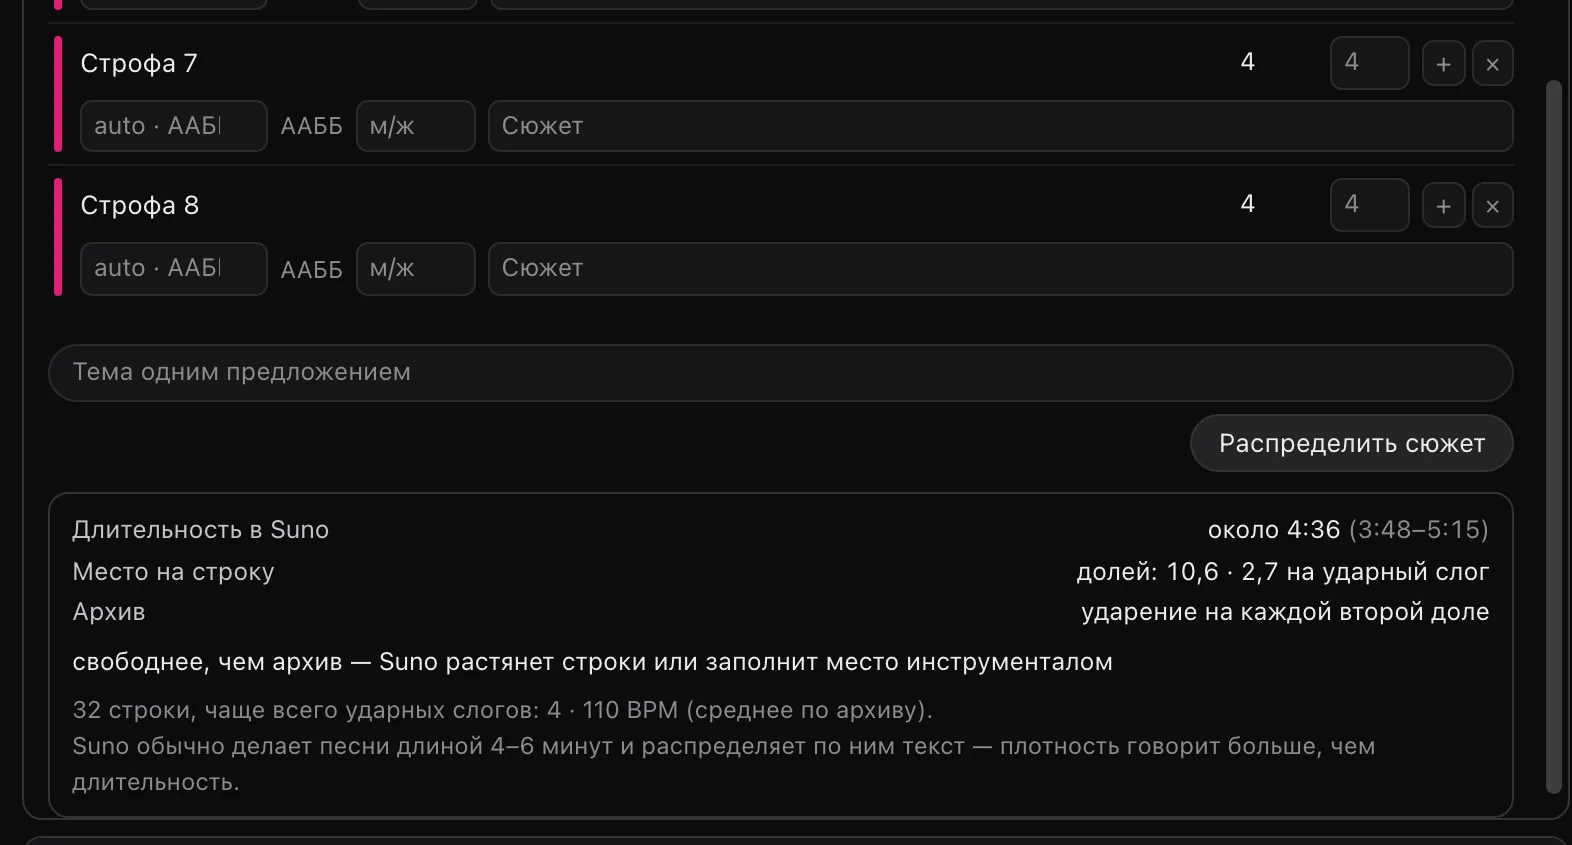 Строфа 7 4 4 + ×
auto · ААБ ААББ м/ж Сюжет
Строфа 8 4 4 + ×
auto · ААБ ААББ м/ж Сюжет
Тема одним предложением
Распределить сюжет
Длительность в Suno около 4:36 (3:48–5:15)
Место на строку долей: 10,6 · 2,7 на ударный слог
Архив ударение на каждой второй доле
свободнее, чем архив — Suno растянет строки или заполнит место инструменталом
32 строки, чаще всего ударных слогов: 4 · 110 BPM (среднее по архиву).
Suno обычно делает песни длиной 4–6 минут и распределяет по ним текст — плотность говорит больше, чем
длительность.